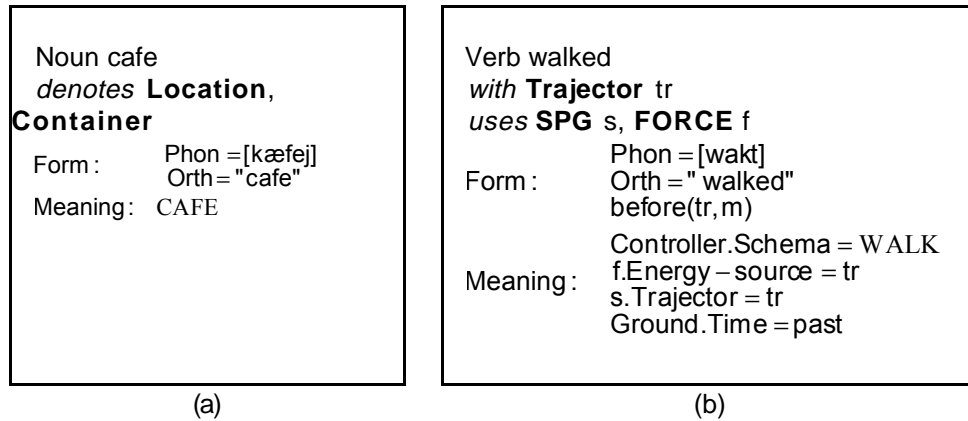 Noun cafe
denotes Location,
Container
Form : Phon =[kæfej]
Orth= "cafe"
Meaning : CAFE
(a)
Verb walked
with Trajector tr
uses SPG s, FORCE f
Form : Phon =[wakt]
Orth = " walked"
before(tr,m)
Meaning : Controller.Schema = WALK
f.Energy – source = tr
s.Trajector = tr
Ground.Time = past
(b)